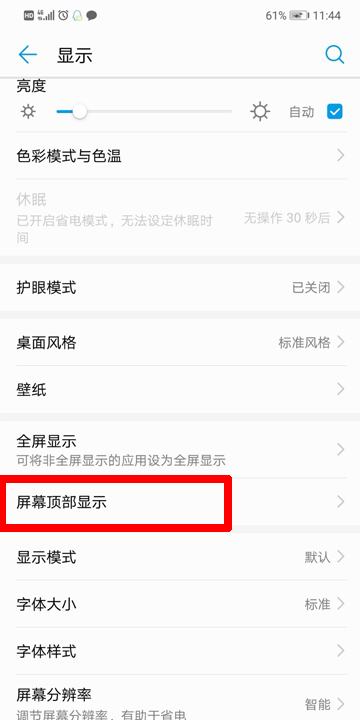 HD 4G 61% 11:44
显示
亮度
自动
色彩模式与色温
休眠
已开启省电模式，无法设定休眠时
间
无操作 30 秒后
护眼模式 已关闭
桌面风格 标准风格
壁纸
全屏显示
可将非全屏显示的应用设为全屏显示
屏幕顶部显示
显示模式 默认
字体大小 标准
字体样式
屏幕分辨率 智能
调节屏幕分辨率，有助于省电